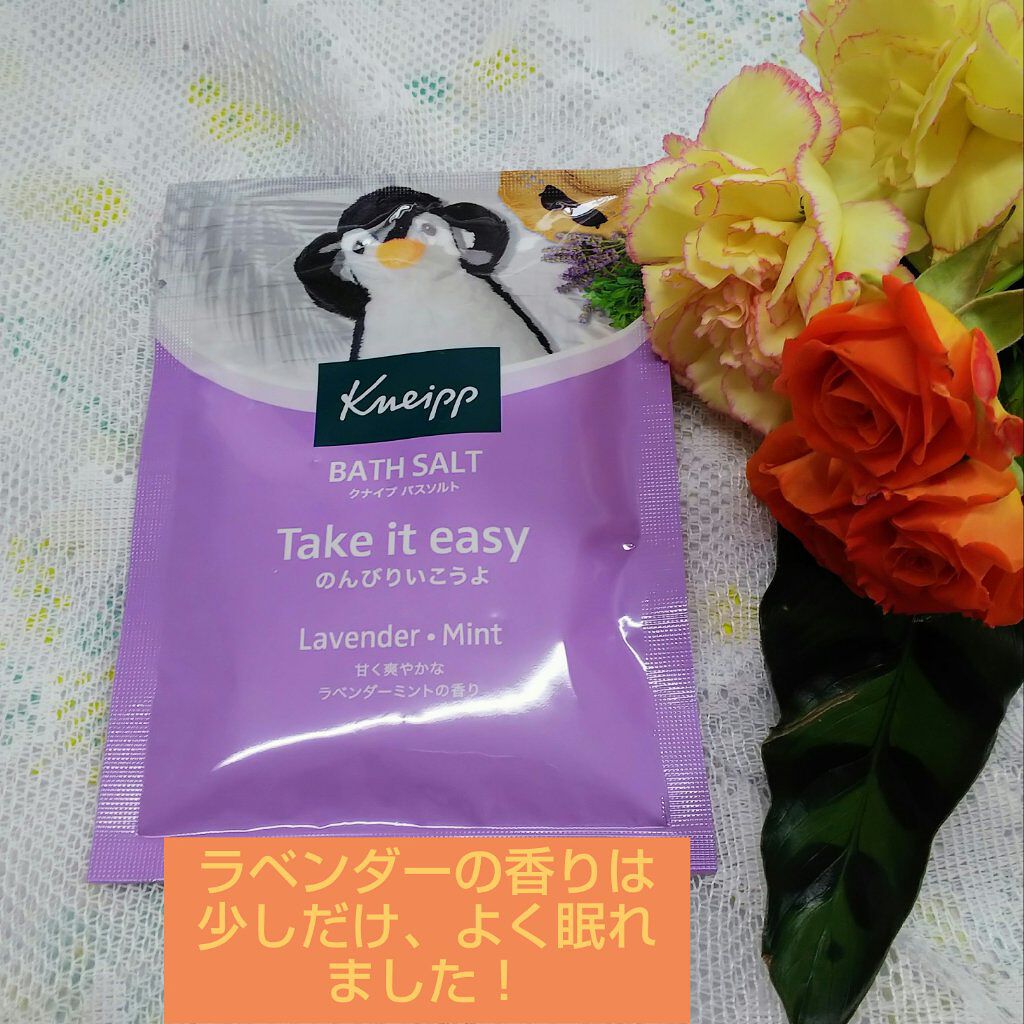 Kneipp
BATH SALT
クナイプ バスソルト
Take it easy
のんびりいこうよ
Lavender・Mint
甘く爽やかな
ラベンダーミントの香り
ラベンダーの香りは
少しだけ、よく眠れ
ました！